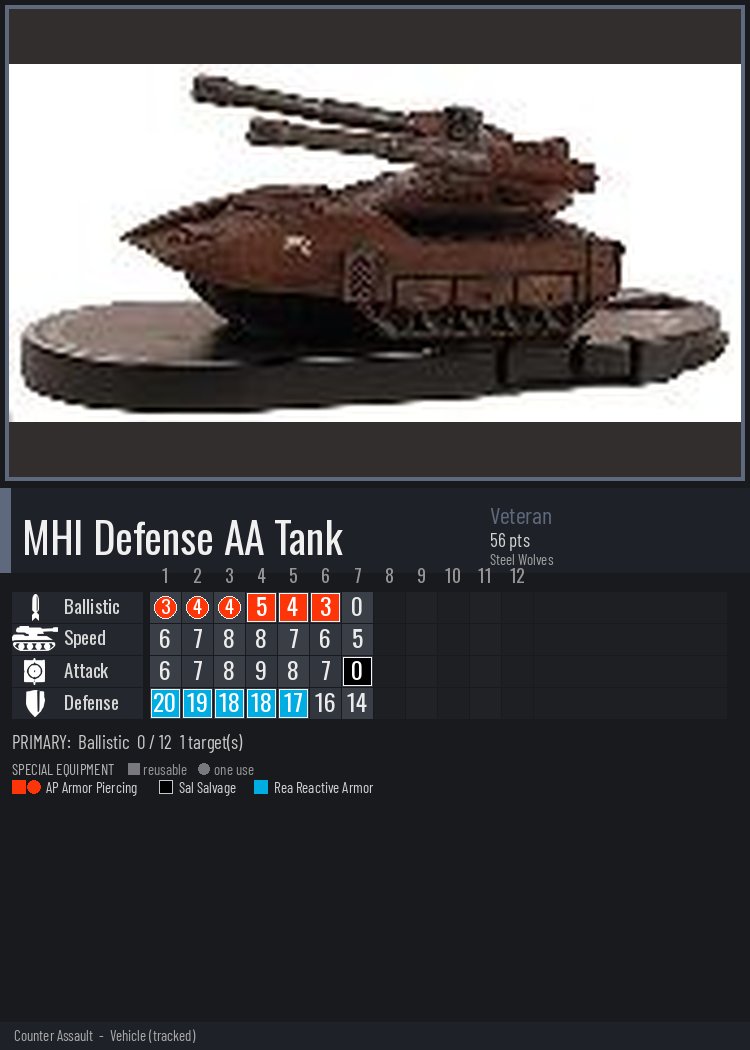 MHI Defense AA Tank
Veteran
56 pts
Steel Wolves
1 2 3 4 5 6 7 8 9 10 11 12
Ballistic 3 4 4 5 4 3 0
Speed 6 7 8 8 7 6 5
Attack 6 7 8 9 8 7 0
Defense 20 19 18 18 17 16 14
PRIMARY: Ballistic 0 / 12 1 target(s)
SPECIAL EQUIPMENT reusable one use
AP Armor Piercing Sal Salvage Rea Reactive Armor
Counter Assault - Vehicle (tracked)